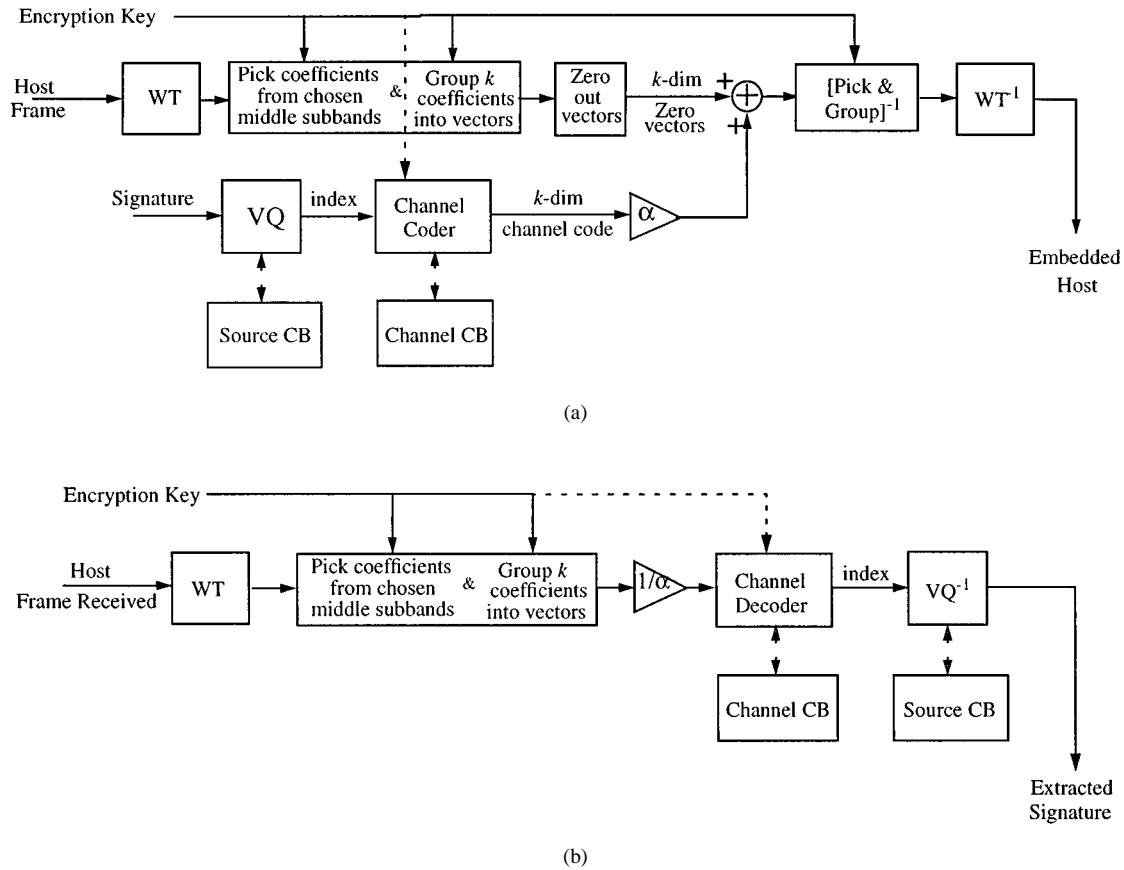 Encryption Key
Host
Frame
WT
Pick coefficients
from chosen
middle subbands
&
Group k
coefficients
into vectors
Zero
out
vectors
k-dim
Zero
vectors
+
+
+
[Pick &
Group]-1
WT-1
Signature
VQ
index
Channel
Coder
k-dim
channel code
α
Embedded
Host
Source CB
Channel CB
(a)
Encryption Key
Host
Frame Received
WT
Pick coefficients
from chosen
middle subbands
&
Group k
coefficients
into vectors
1/α
Channel
Decoder
index
VQ-1
Channel CB
Source CB
Extracted
Signature
(b)